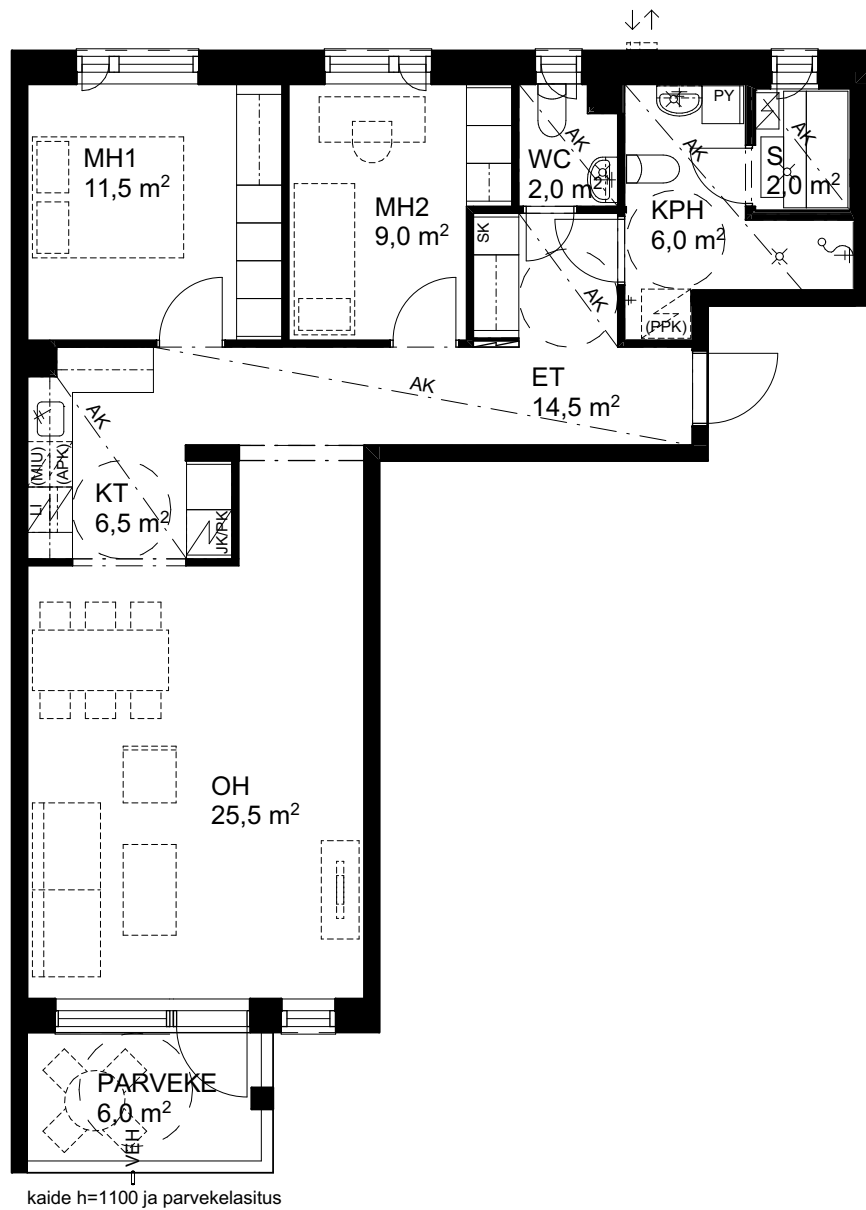 PY
MH1
11,5 m²
AK
WC
2,0 m²
AK
S
2,0 m²
AK
MH2
9,0 m²
KPH
6,0 m²
SK
AK
(PPK)
ET
14,5 m²
AK
AK
(MIU)
(APK)
LI
KT
6,5 m²
JK/PK
OH
25,5 m²
PARVEKE
6,0 m²
VEH
kaide h=1100 ja parvekelasitus